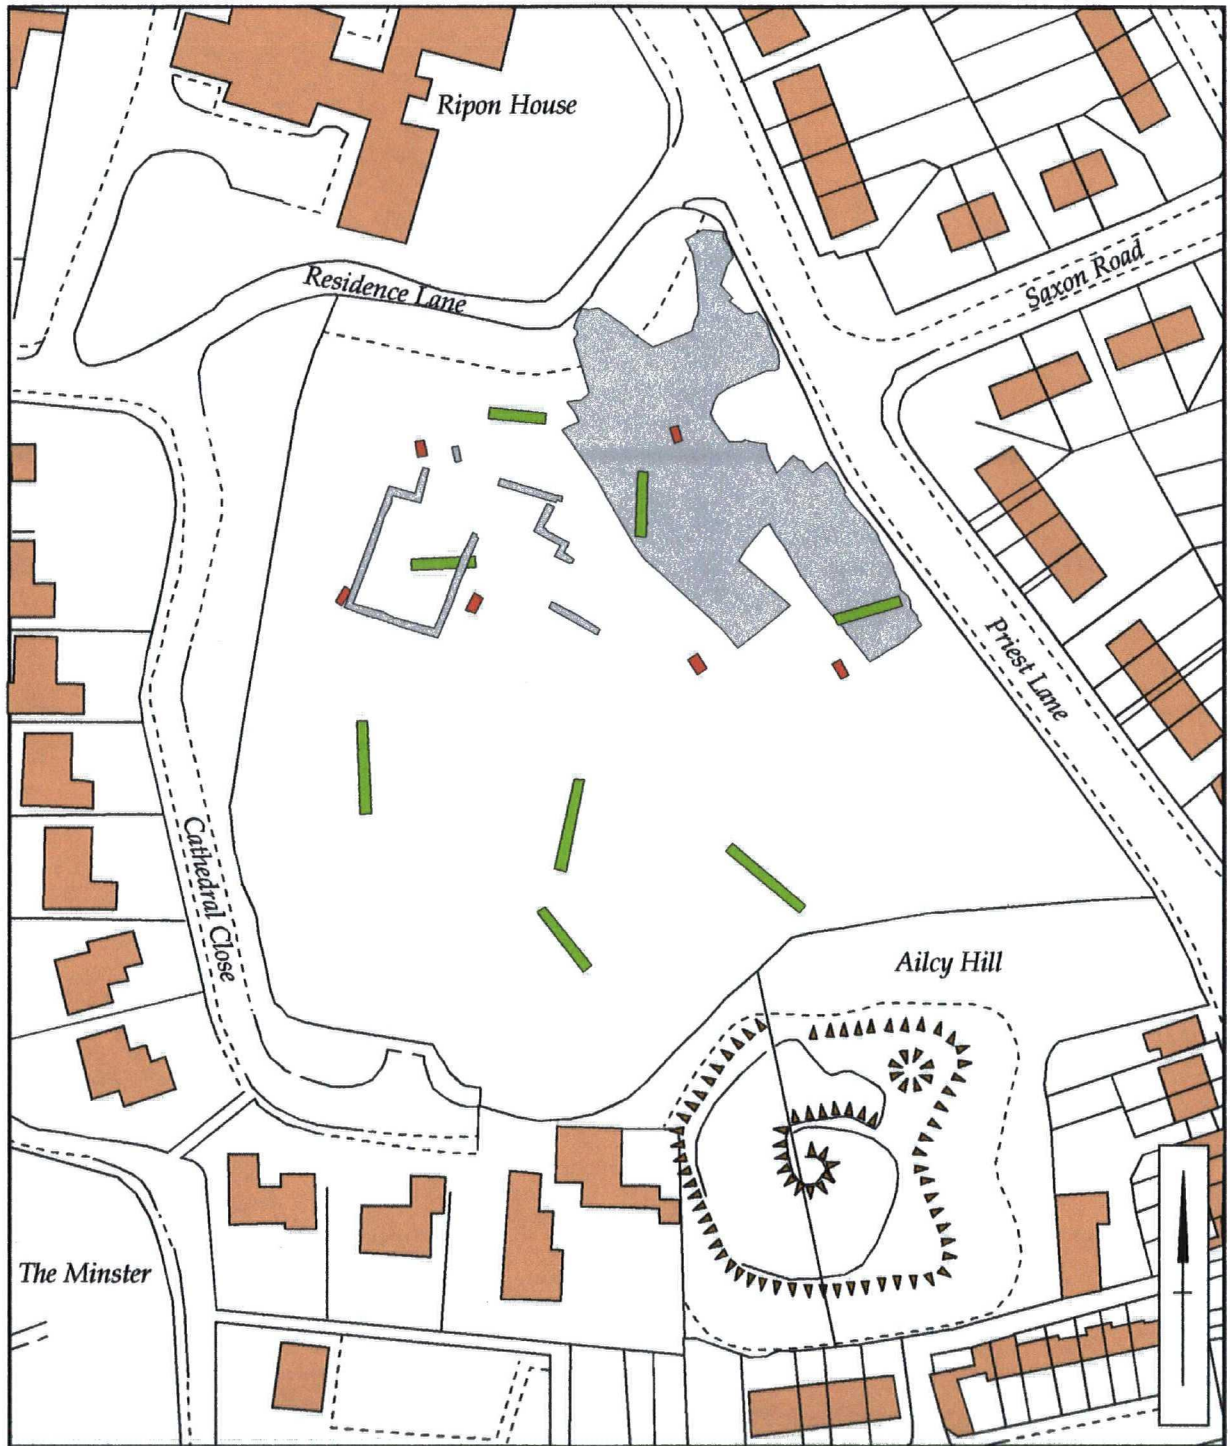 Ripon House
Residence Lane
Saxon Road
Priest Lane
Cathedral Close
Ailcy Hill
The Minster